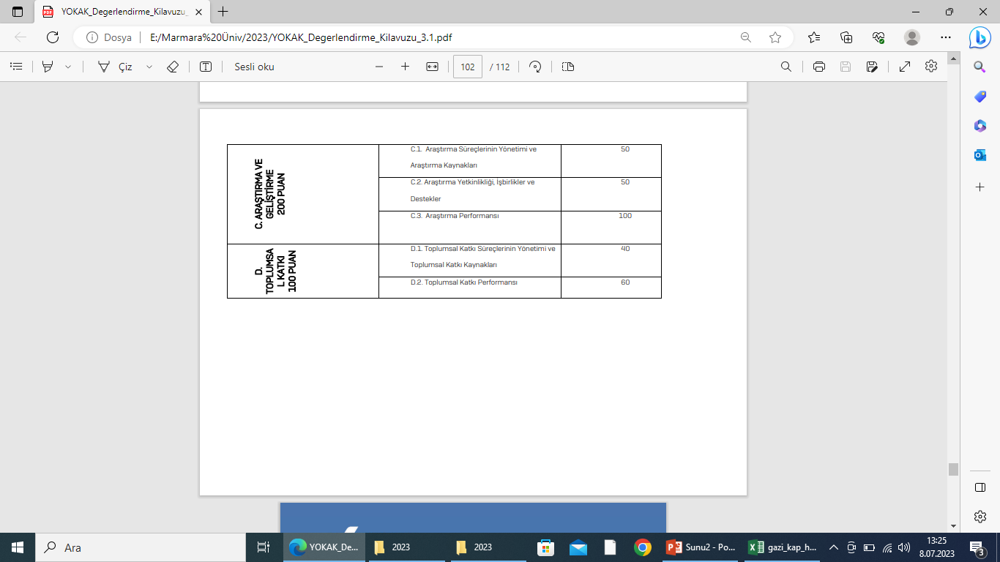 YOKAK_Degerlendirme_Kilavuzu_
Dosya
E:/Marmara%20Üniv/2023/YOKAK_Degerlendirme_Kilavuzu_3.1.pdf
Çiz
Sesli oku
102 / 112
C. ARAŞTIRMA VE
GELİŞTİRME
200 PUAN
C.1. Araştırma Süreçlerinin Yönetimi ve
Araştırma Kaynakları
50
C.2. Araştırma Yetkinlikliği, İşbirlikler ve
Destekler
50
C.3. Araştırma Performansı
100
D.
TOPLUMSA
L KATKI
100 PUAN
D.1. Toplumsal Katkı Süreçlerinin Yönetimi ve
Toplumsal Katkı Kaynakları
40
D.2. Toplumsal Katkı Performansı
60
Ara
YOKAK_De...
2023
2023
Sunu2 - Po...
gazi_kap_h...
13:25
8.07.2023
3